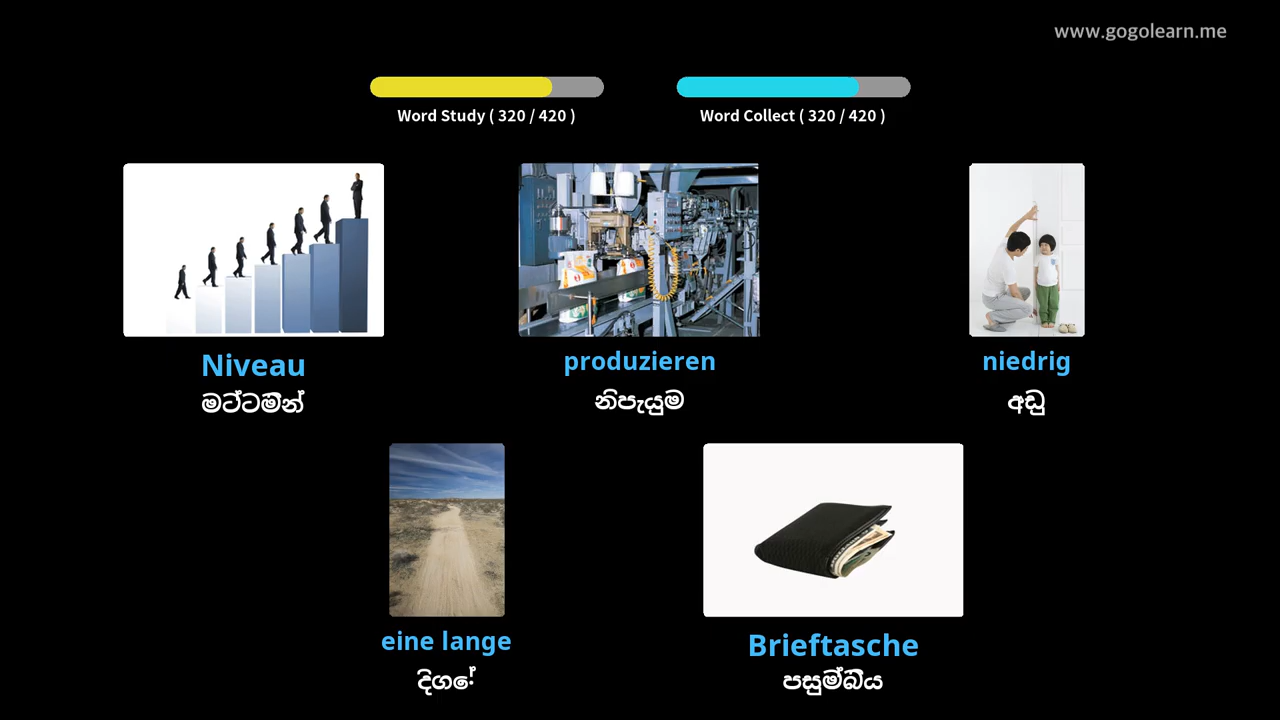 www.gogolearn.me
Word Study ( 320 / 420 )
Word Collect ( 320 / 420 )
Niveau
මට්ටමින්
produzieren
නිපැයුම
niedrig
අඩු
eine lange
දිගේ
Brieftasche
පසුම්බිය